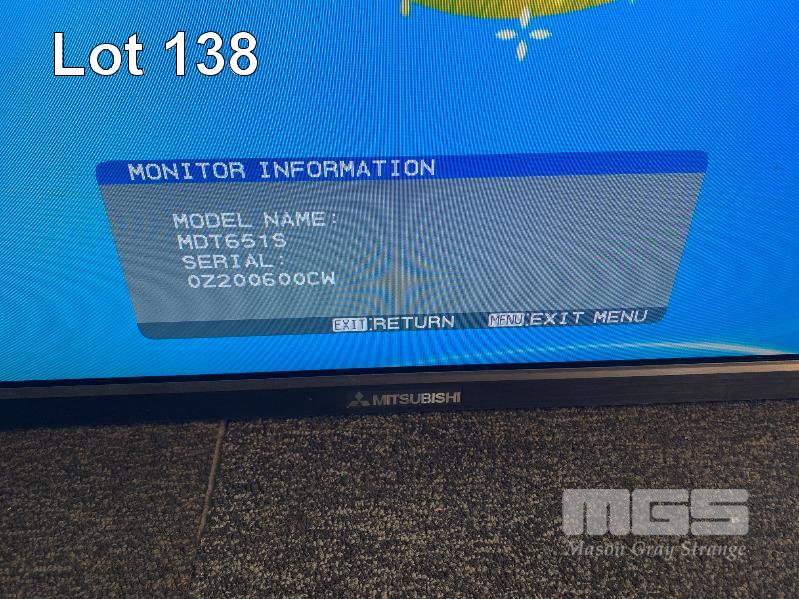 Lot 138
MONITOR INFORMATION
MODEL NAME:
MDT651S
SERIAL:
0Z200600CW
EXIT:RETURN MENU:EXIT MENU
MITSUBISHI
MGS
Mason Gray Strange